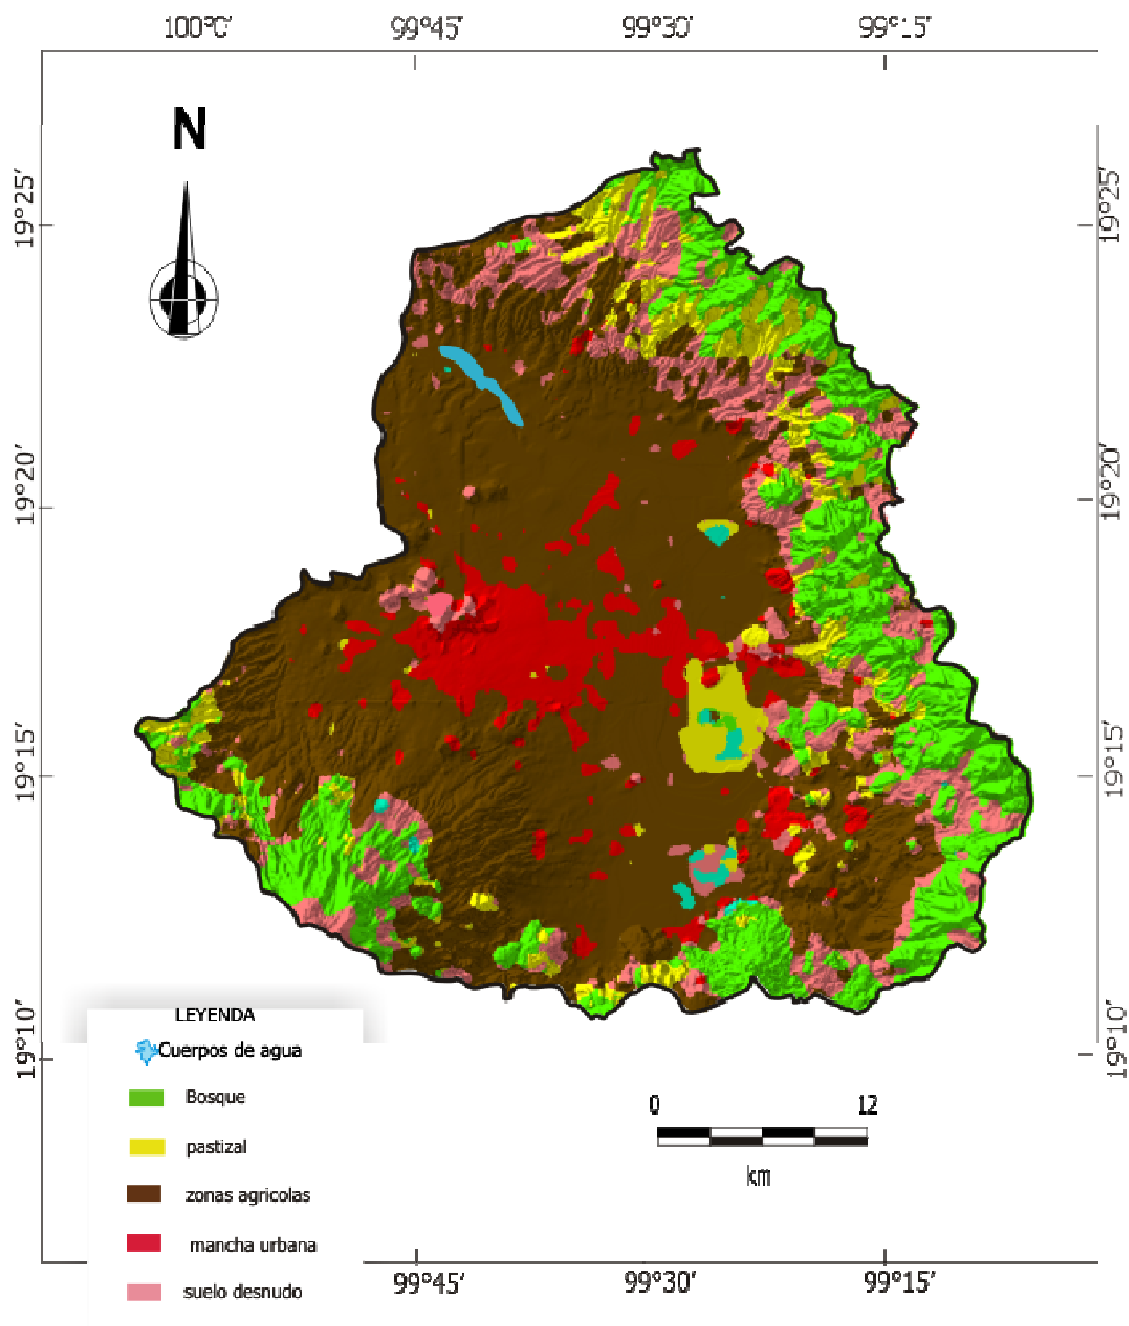 100°0'
99°45'
99°30'
99°15'
N
19°25'
19°25'
19°20'
19°20'
19°15'
19°15'
19°10'
19°10'
LEYENDA
Cuerpos de agua
Bosque
pastizal
zonas agricolas
mancha urbana
suelo desnudo
0 12
km
99°45'
99°30'
99°15'